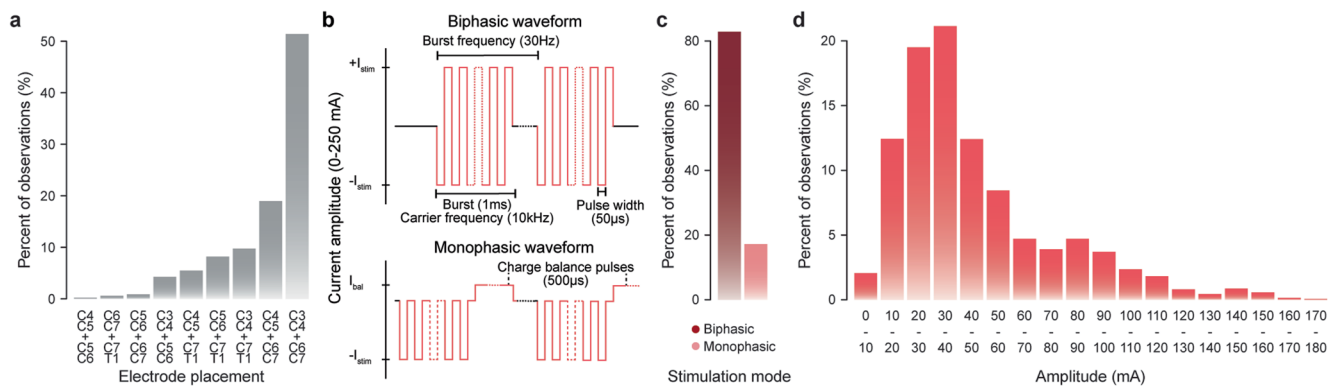 a
Percent of observations (%)
50
40
30
20
10
0
C4 C6 C5 C3 C4 C5 C3 C4 C3
C5 C7 C6 C4 C5 C6 C4 C5 C4
+ + + + + + + + +
C5 C7 C6 C5 C7 C7 C7 C6 C6
C6 T1 C7 C6 T1 T1 T1 C7 C7
Electrode placement
b
Current amplitude (0-250 mA)
Biphasic waveform
Burst frequency (30Hz)
+Istim
-Istim
Burst (1ms)
Carrier frequency (10kHz)
Pulse width
(50µs)
Monophasic waveform
Charge balance pulses
(500µs)
Ibal
-Istim
c
Percent of observations (%)
80
60
40
20
0
Biphasic
Monophasic
Stimulation mode
d
Percent of observations (%)
20
15
10
5
0
0 10 20 30 40 50 60 70 80 90 100 110 120 130 140 150 160 170
- - - - - - - - - - - - - - - - - -
10 20 30 40 50 60 70 80 90 100 110 120 130 140 150 160 170 180
Amplitude (mA)